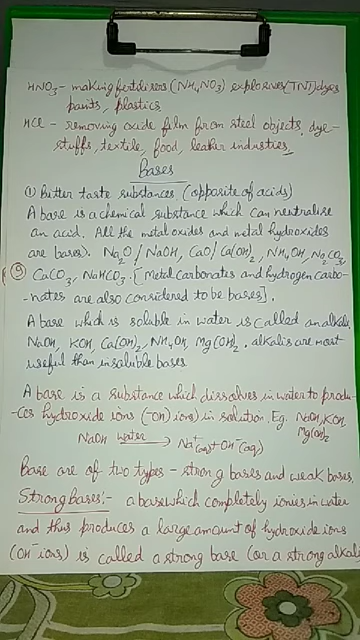 HNO3- making fertilizers (NH4NO3) explosives (TNT) dyes
paints, plastics
HCl - removing oxide film from steel objects, dye-
stuffs, textile, food, leather industries.
Bases
① Bitter taste substances (opposite of acids)
A base is a chemical substance which can neutralise
an acid. All the metal oxides and metal hydroxides
are bases). Na2O/NaOH, CaO/Ca(OH)2, NH4OH, Na2CO3,
⑨ CaCO3, NaHCO3. [Metal carbonates and hydrogen carbo-
-nates are also considered to be bases].
A base which is soluble in water is called an alkali
NaOH, KOH, Ca(OH)2, NH4OH, Mg(OH)2. alkalis are most
useful than insoluble bases
A base is a substance which dissolves in water to produ-
-ces hydroxide ions (-OH) ions) in solution. Eg. NaOH, KOH,
Mg(OH)2
NaOH water → Na+(aq)+OH-(aq)
Base are of two types - strong bases and weak bases.
Strong Bases:- a base which completely ionies in water
and thus produces a large amount of hydroxide ions
(OH- ions) is called a strong base (or a strong alkali